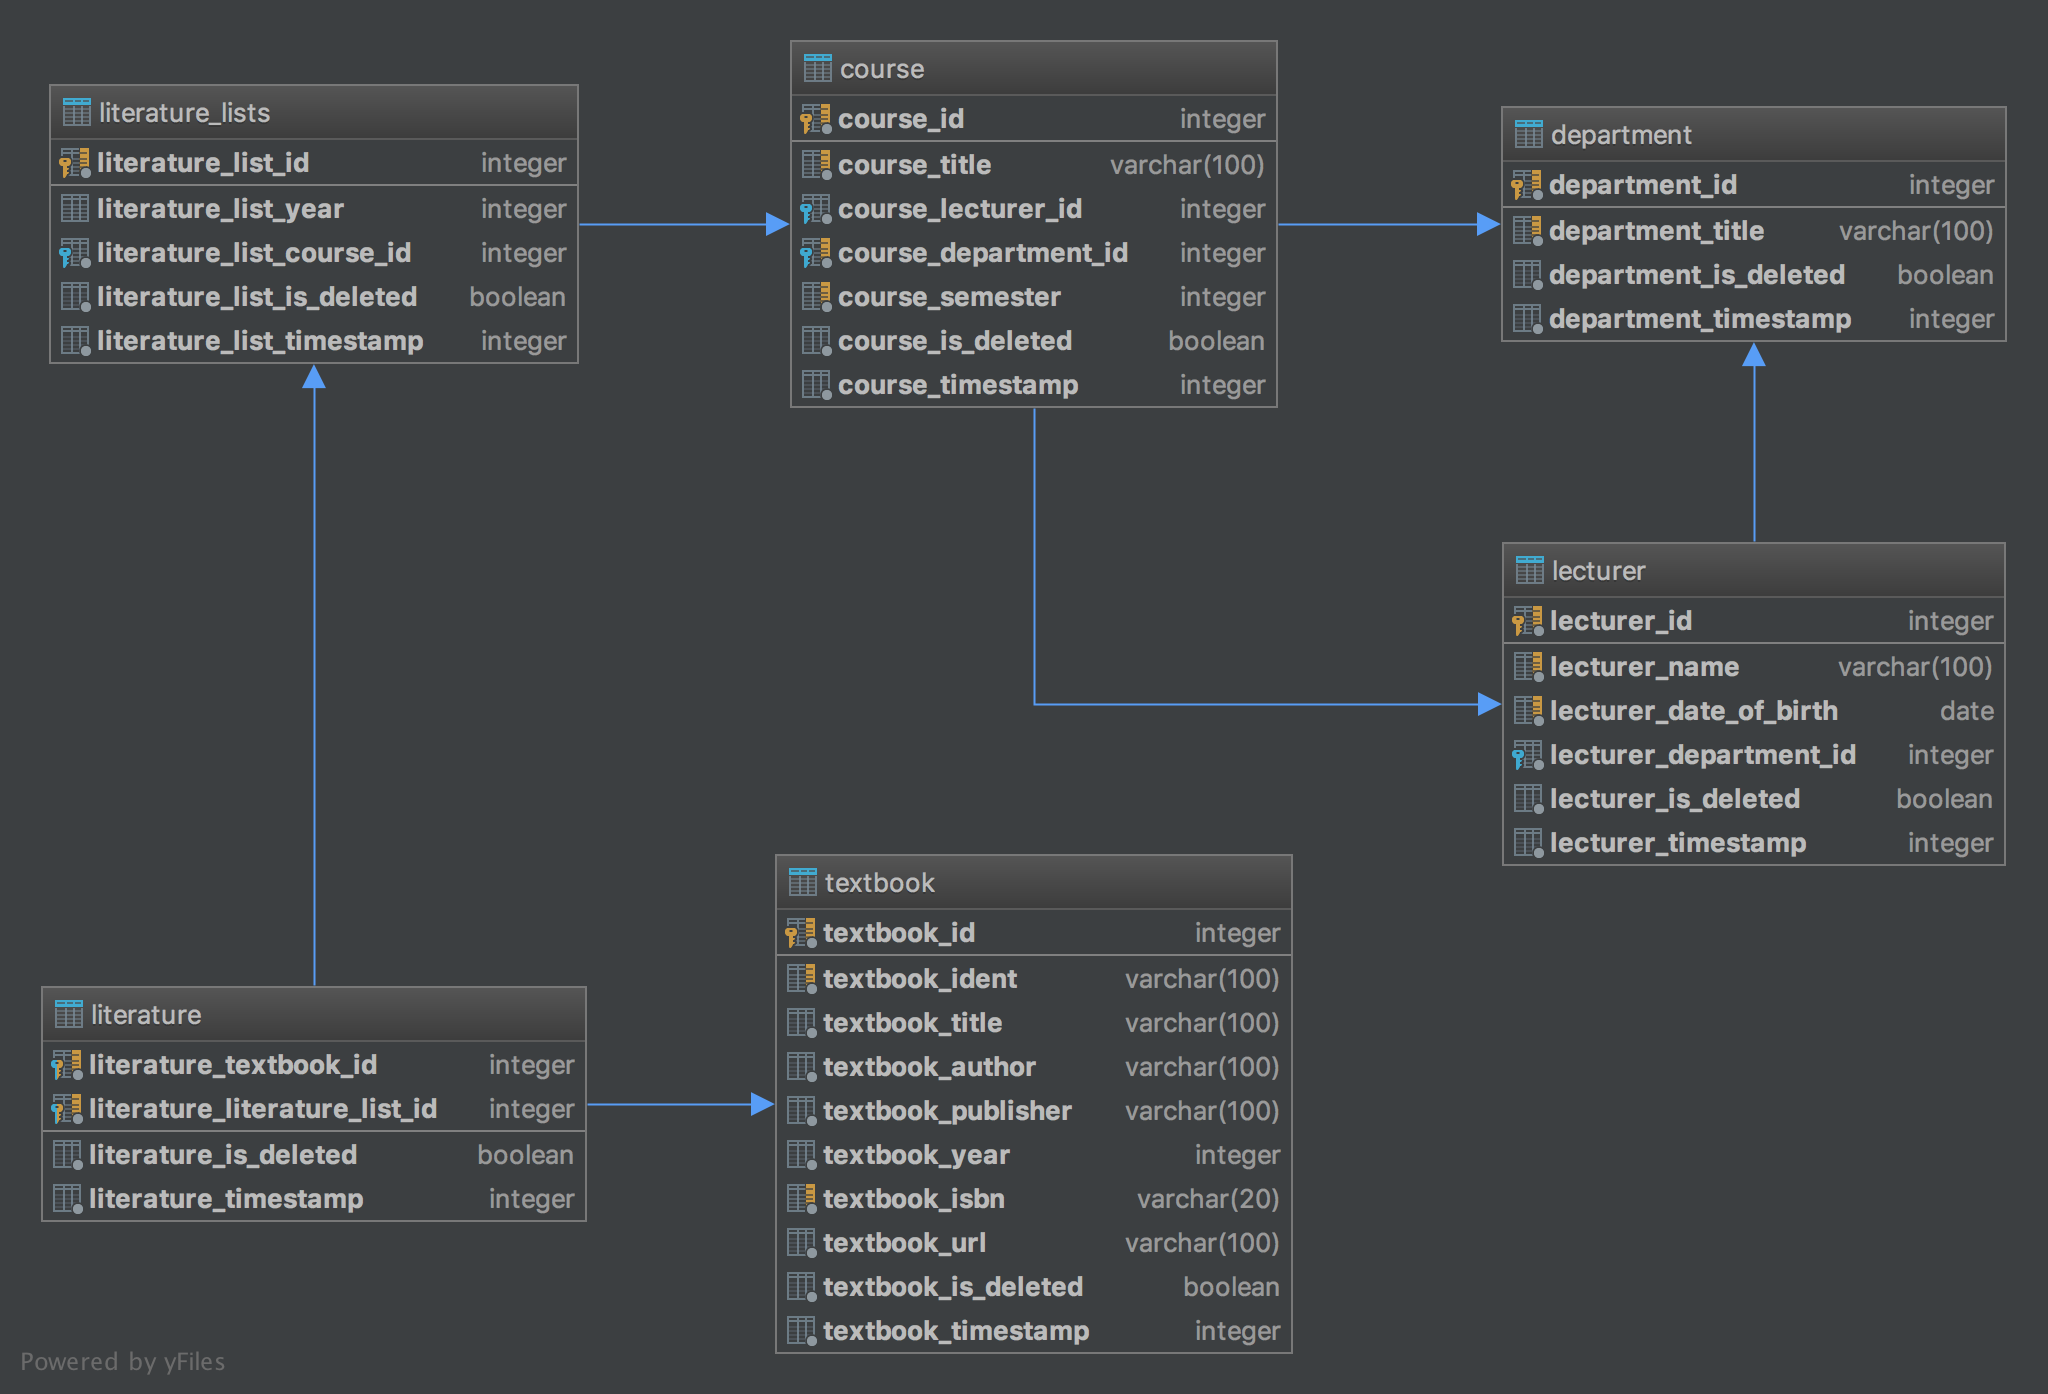 literature_lists
literature_list_id integer
literature_list_year integer
literature_list_course_id integer
literature_list_is_deleted boolean
literature_list_timestamp integer
course
course_id integer
course_title varchar(100)
course_lecturer_id integer
course_department_id integer
course_semester integer
course_is_deleted boolean
course_timestamp integer
department
department_id integer
department_title varchar(100)
department_is_deleted boolean
department_timestamp integer
lecturer
lecturer_id integer
lecturer_name varchar(100)
lecturer_date_of_birth date
lecturer_department_id integer
lecturer_is_deleted boolean
lecturer_timestamp integer
textbook
textbook_id integer
textbook_ident varchar(100)
textbook_title varchar(100)
textbook_author varchar(100)
textbook_publisher varchar(100)
textbook_year integer
textbook_isbn varchar(20)
textbook_url varchar(100)
textbook_is_deleted boolean
textbook_timestamp integer
literature
literature_textbook_id integer
literature_literature_list_id integer
literature_is_deleted boolean
literature_timestamp integer
Powered by yFiles